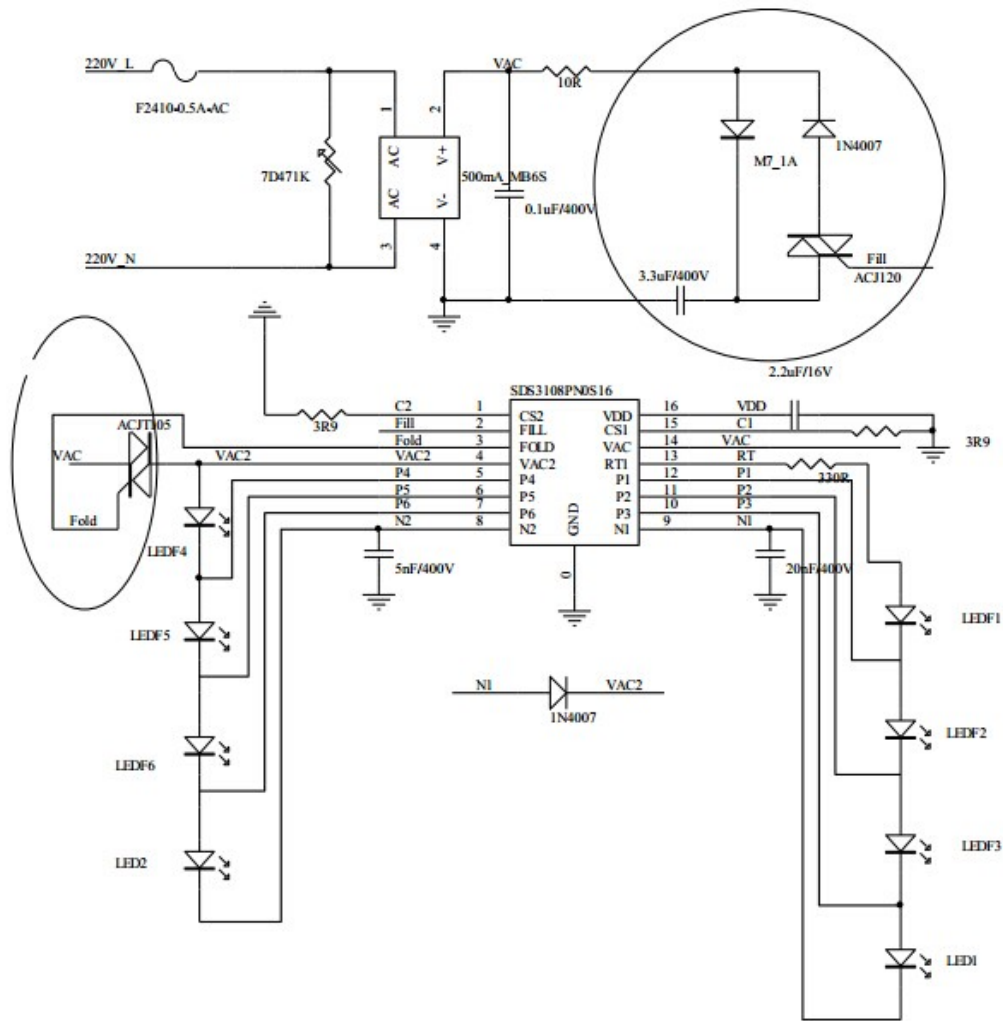 220V_L
VAC
F2410-0.5A-AC
10R
1
2
AC
V+
R
7D471K
500mA_MB6S
M7_1A
1N4007
AC
V-
0.1uF/400V
3
4
220V_N
Fill
ACJ120
3.3uF/400V
2.2uF/16V
SDS3108PN0S16
ACJT105
3R9
C2 1 CS2 VDD 16 VDD
Fill 2 FILL CS1 15 C1
Fold 3 FOLD VAC 14 VAC
3R9
VAC VAC2 VAC2 4 VAC2 RT1 13 RT
330R
P4 5 P4 P1 12 P1
P5 6 P5 P2 11 P2
P6 7 P6 P3 10 P3
N2 8 N2 GND N1 9 N1
Fold
LEDF4
5nF/400V
20nF/400V
0
LEDF5
LEDF1
N1 VAC2
1N4007
LEDF2
LEDF6
LEDF3
LED2
LED1